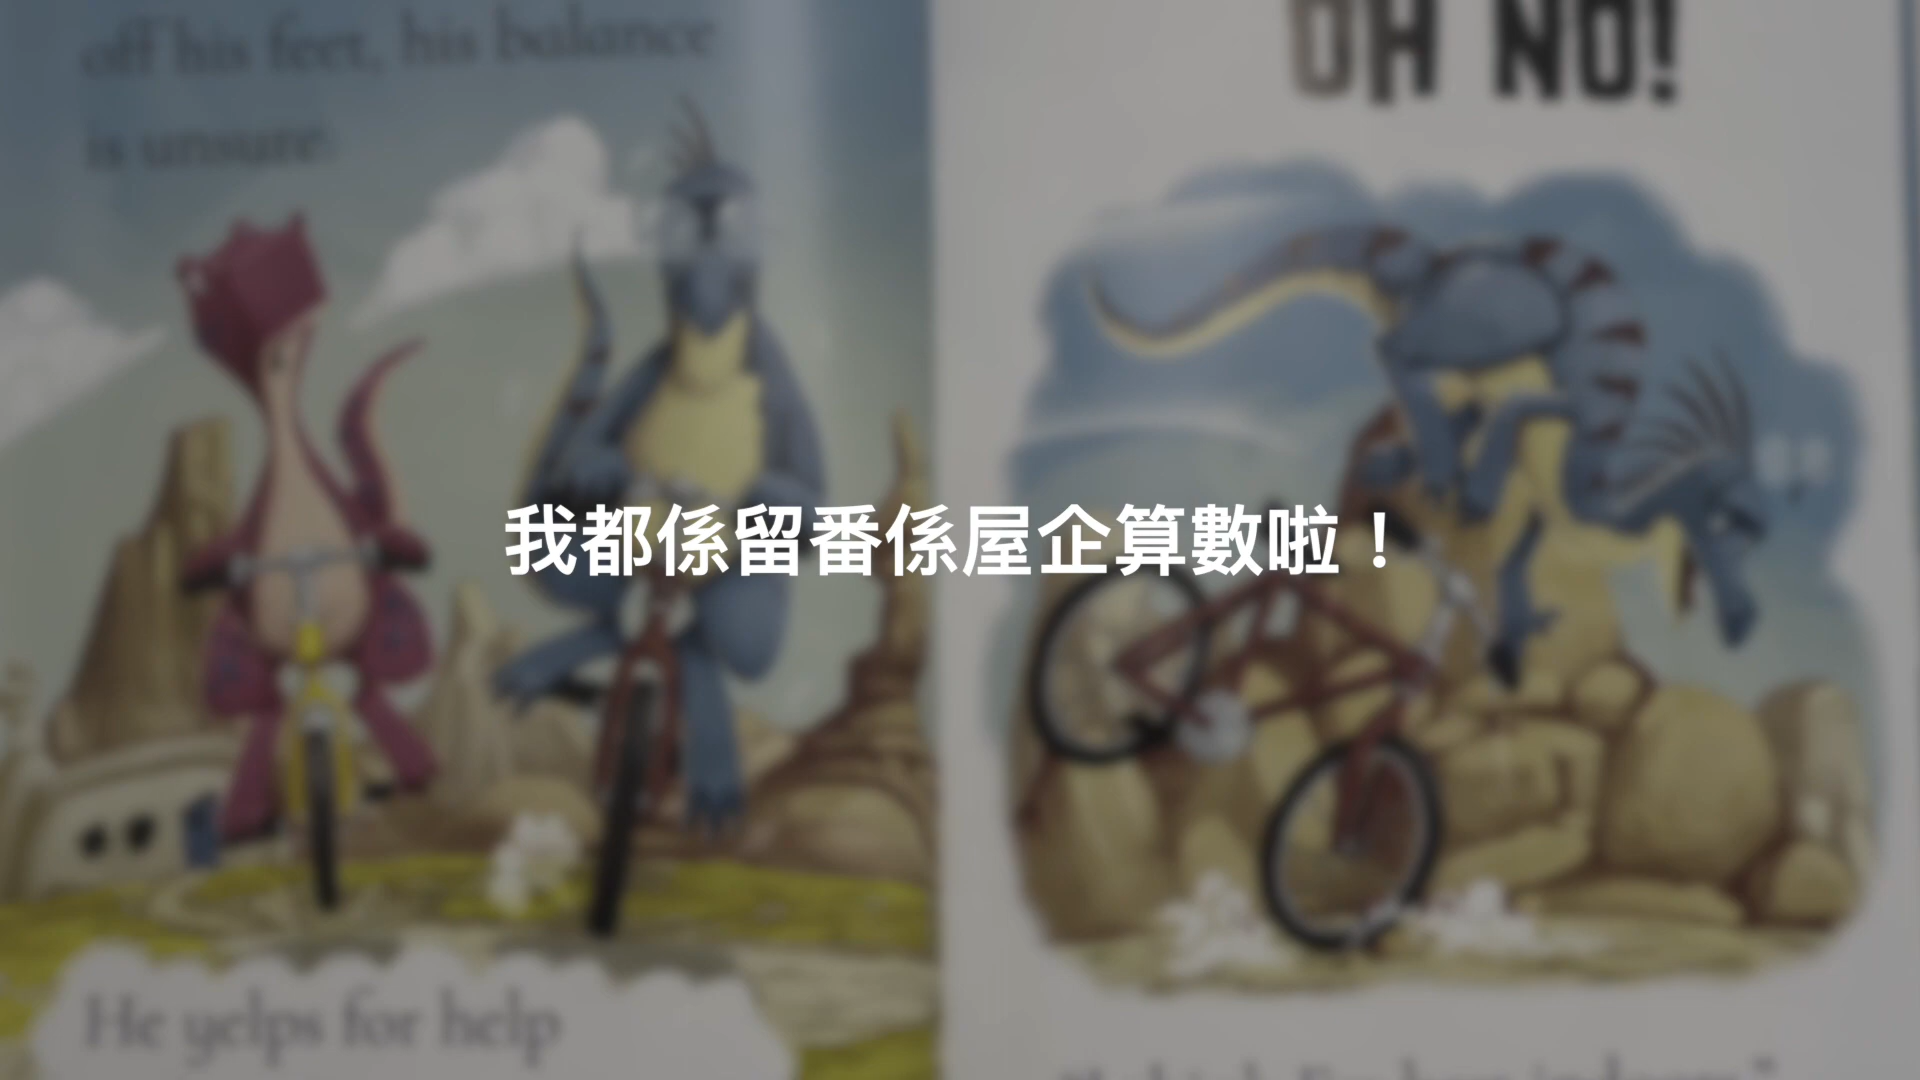 off his feet, his balance
is unsure.
OH NO!
我都係留番係屋企算數啦！
He yelps for help